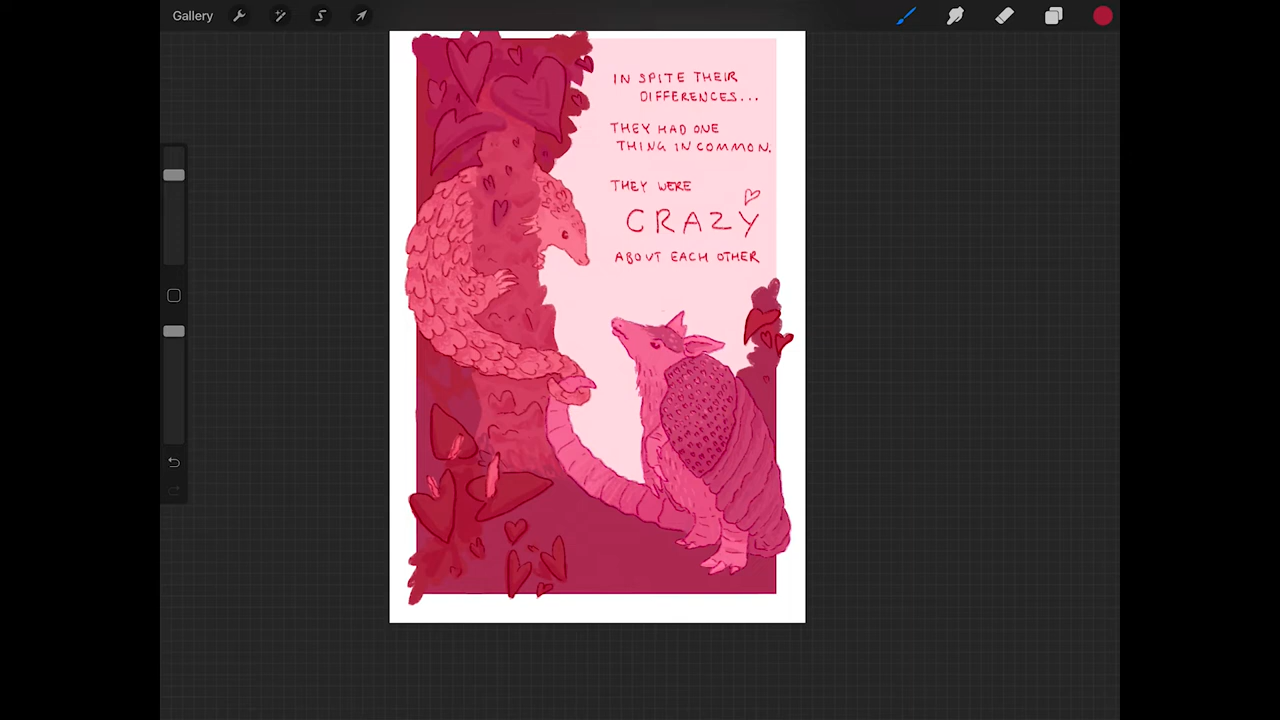 Gallery
IN SPITE THEIR
DIFFERENCES...
THEY HAD ONE
THING IN COMMON.
THEY WERE
CRAZY
ABOUT EACH OTHER